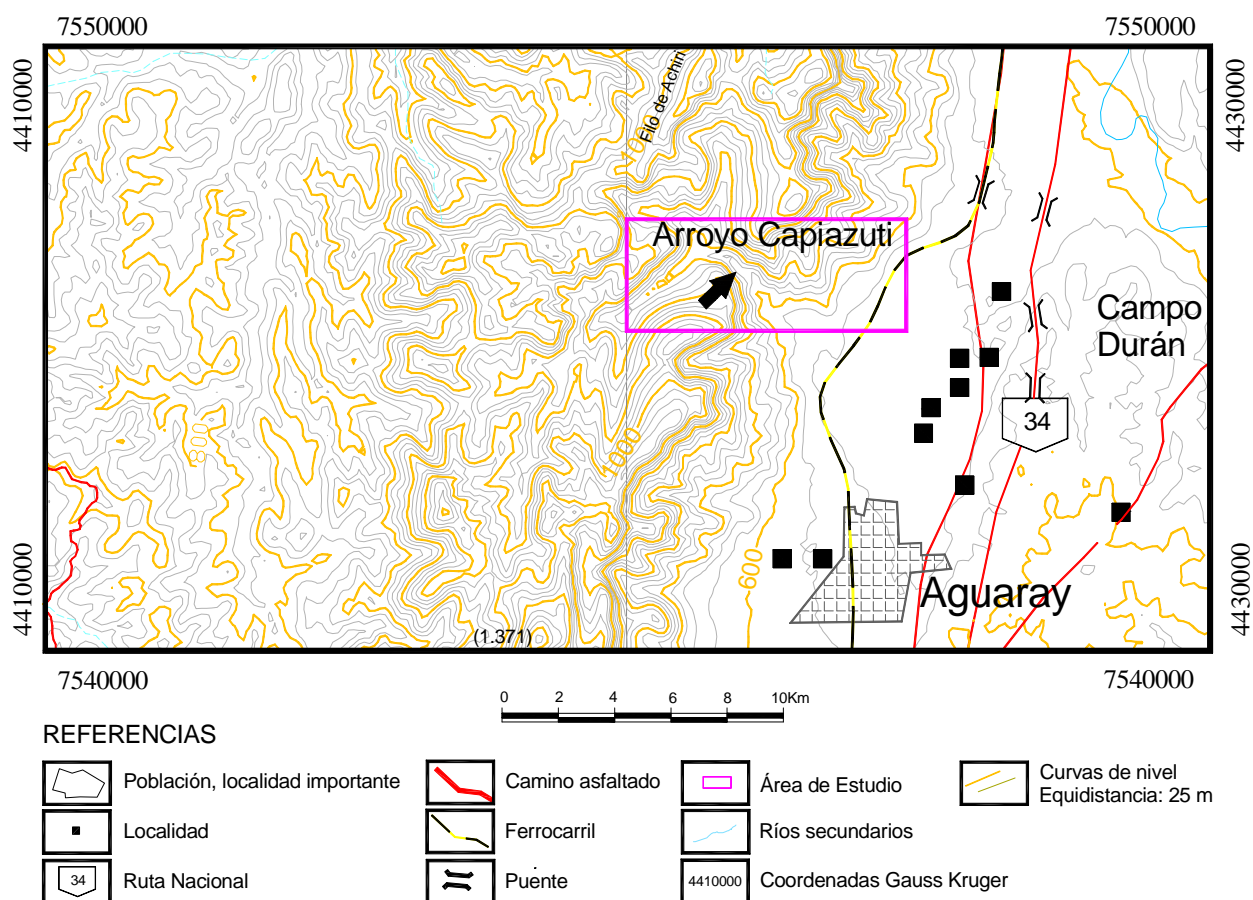 7550000
7550000
4410000
4430000
Filo de Achiri
Arroyo Capiazuti
Campo
Durán
34
800
1000
600
Aguaray
4410000
4430000
(1.371)
7540000
7540000
0 2 4 6 8 10Km
REFERENCIAS
Población, localidad importante
Camino asfaltado
Área de Estudio
Curvas de nivel
Equidistancia: 25 m
Localidad
Ferrocarril
Ríos secundarios
34
Ruta Nacional
Puente
4410000
Coordenadas Gauss Kruger